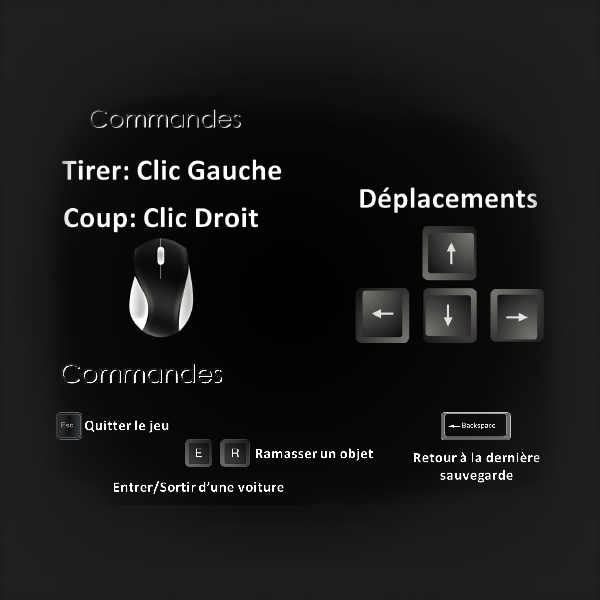 Commandes
Tirer: Clic Gauche
Coup: Clic Droit
Déplacements
Commandes
Esc
Quitter le jeu
E
R
Ramasser un objet
Entrer/Sortir d'une voiture
Backspace
Retour à la dernière
sauvegarde